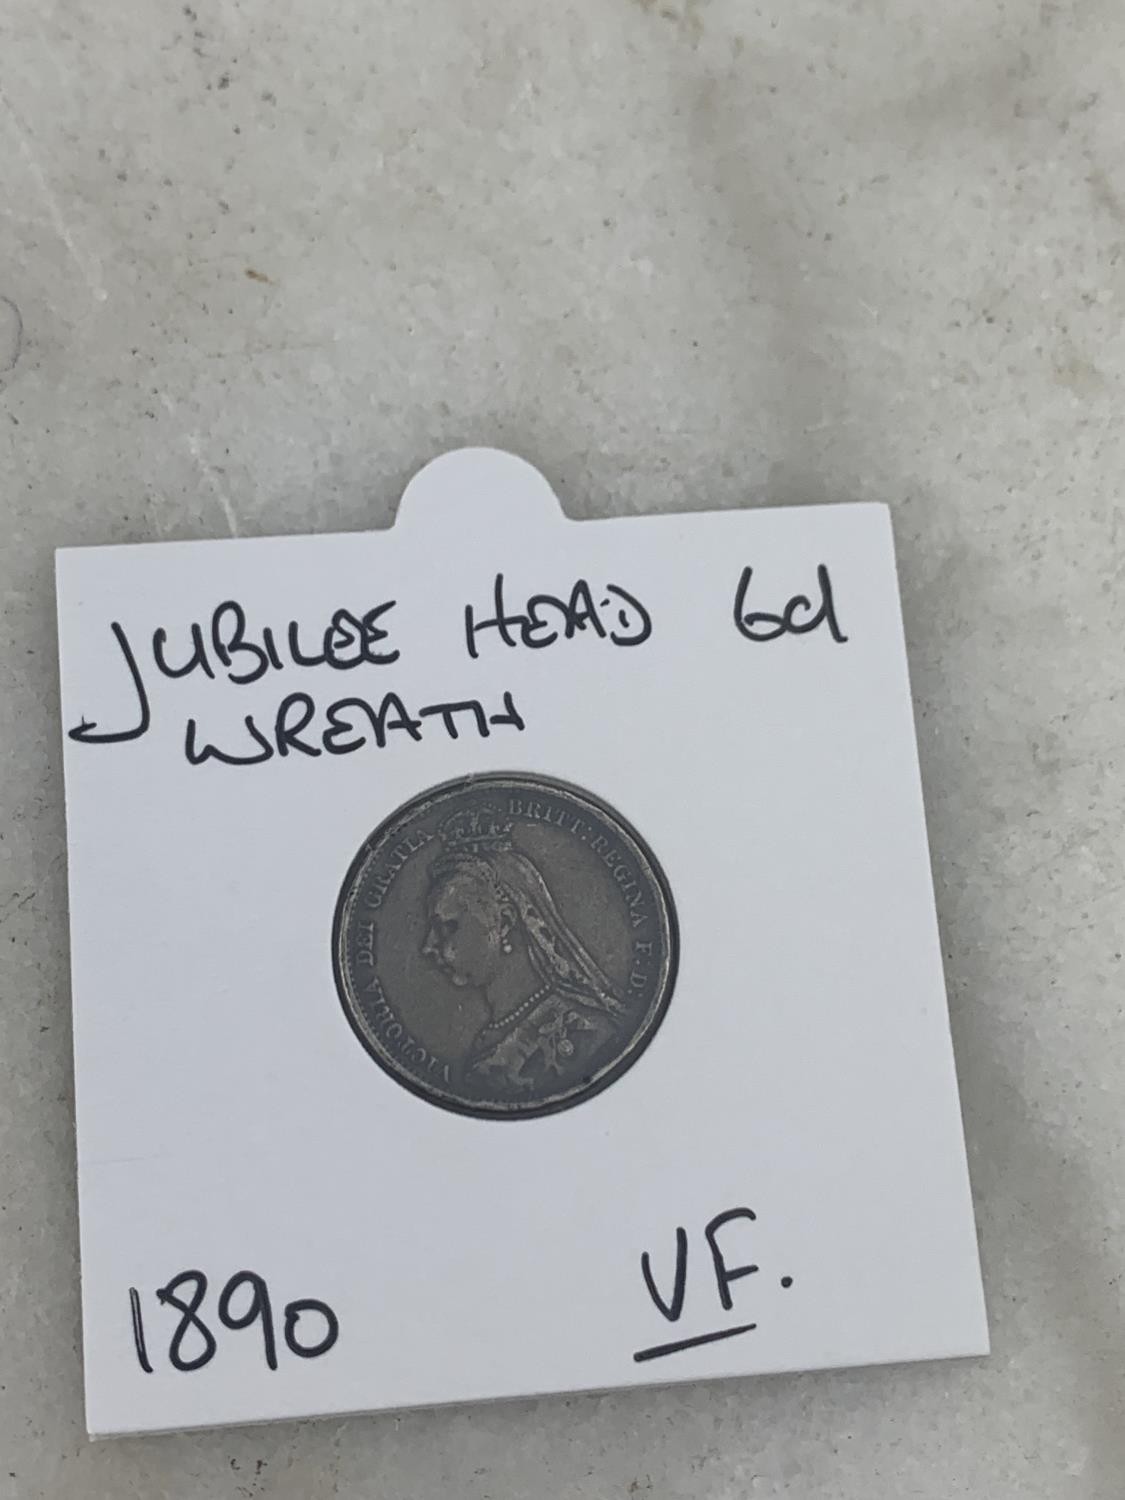 JUBILEE HEAD 6d
WREATH
VICTORIA DEI GRATIA BRITT: REGINA F.D:
1890
VF.